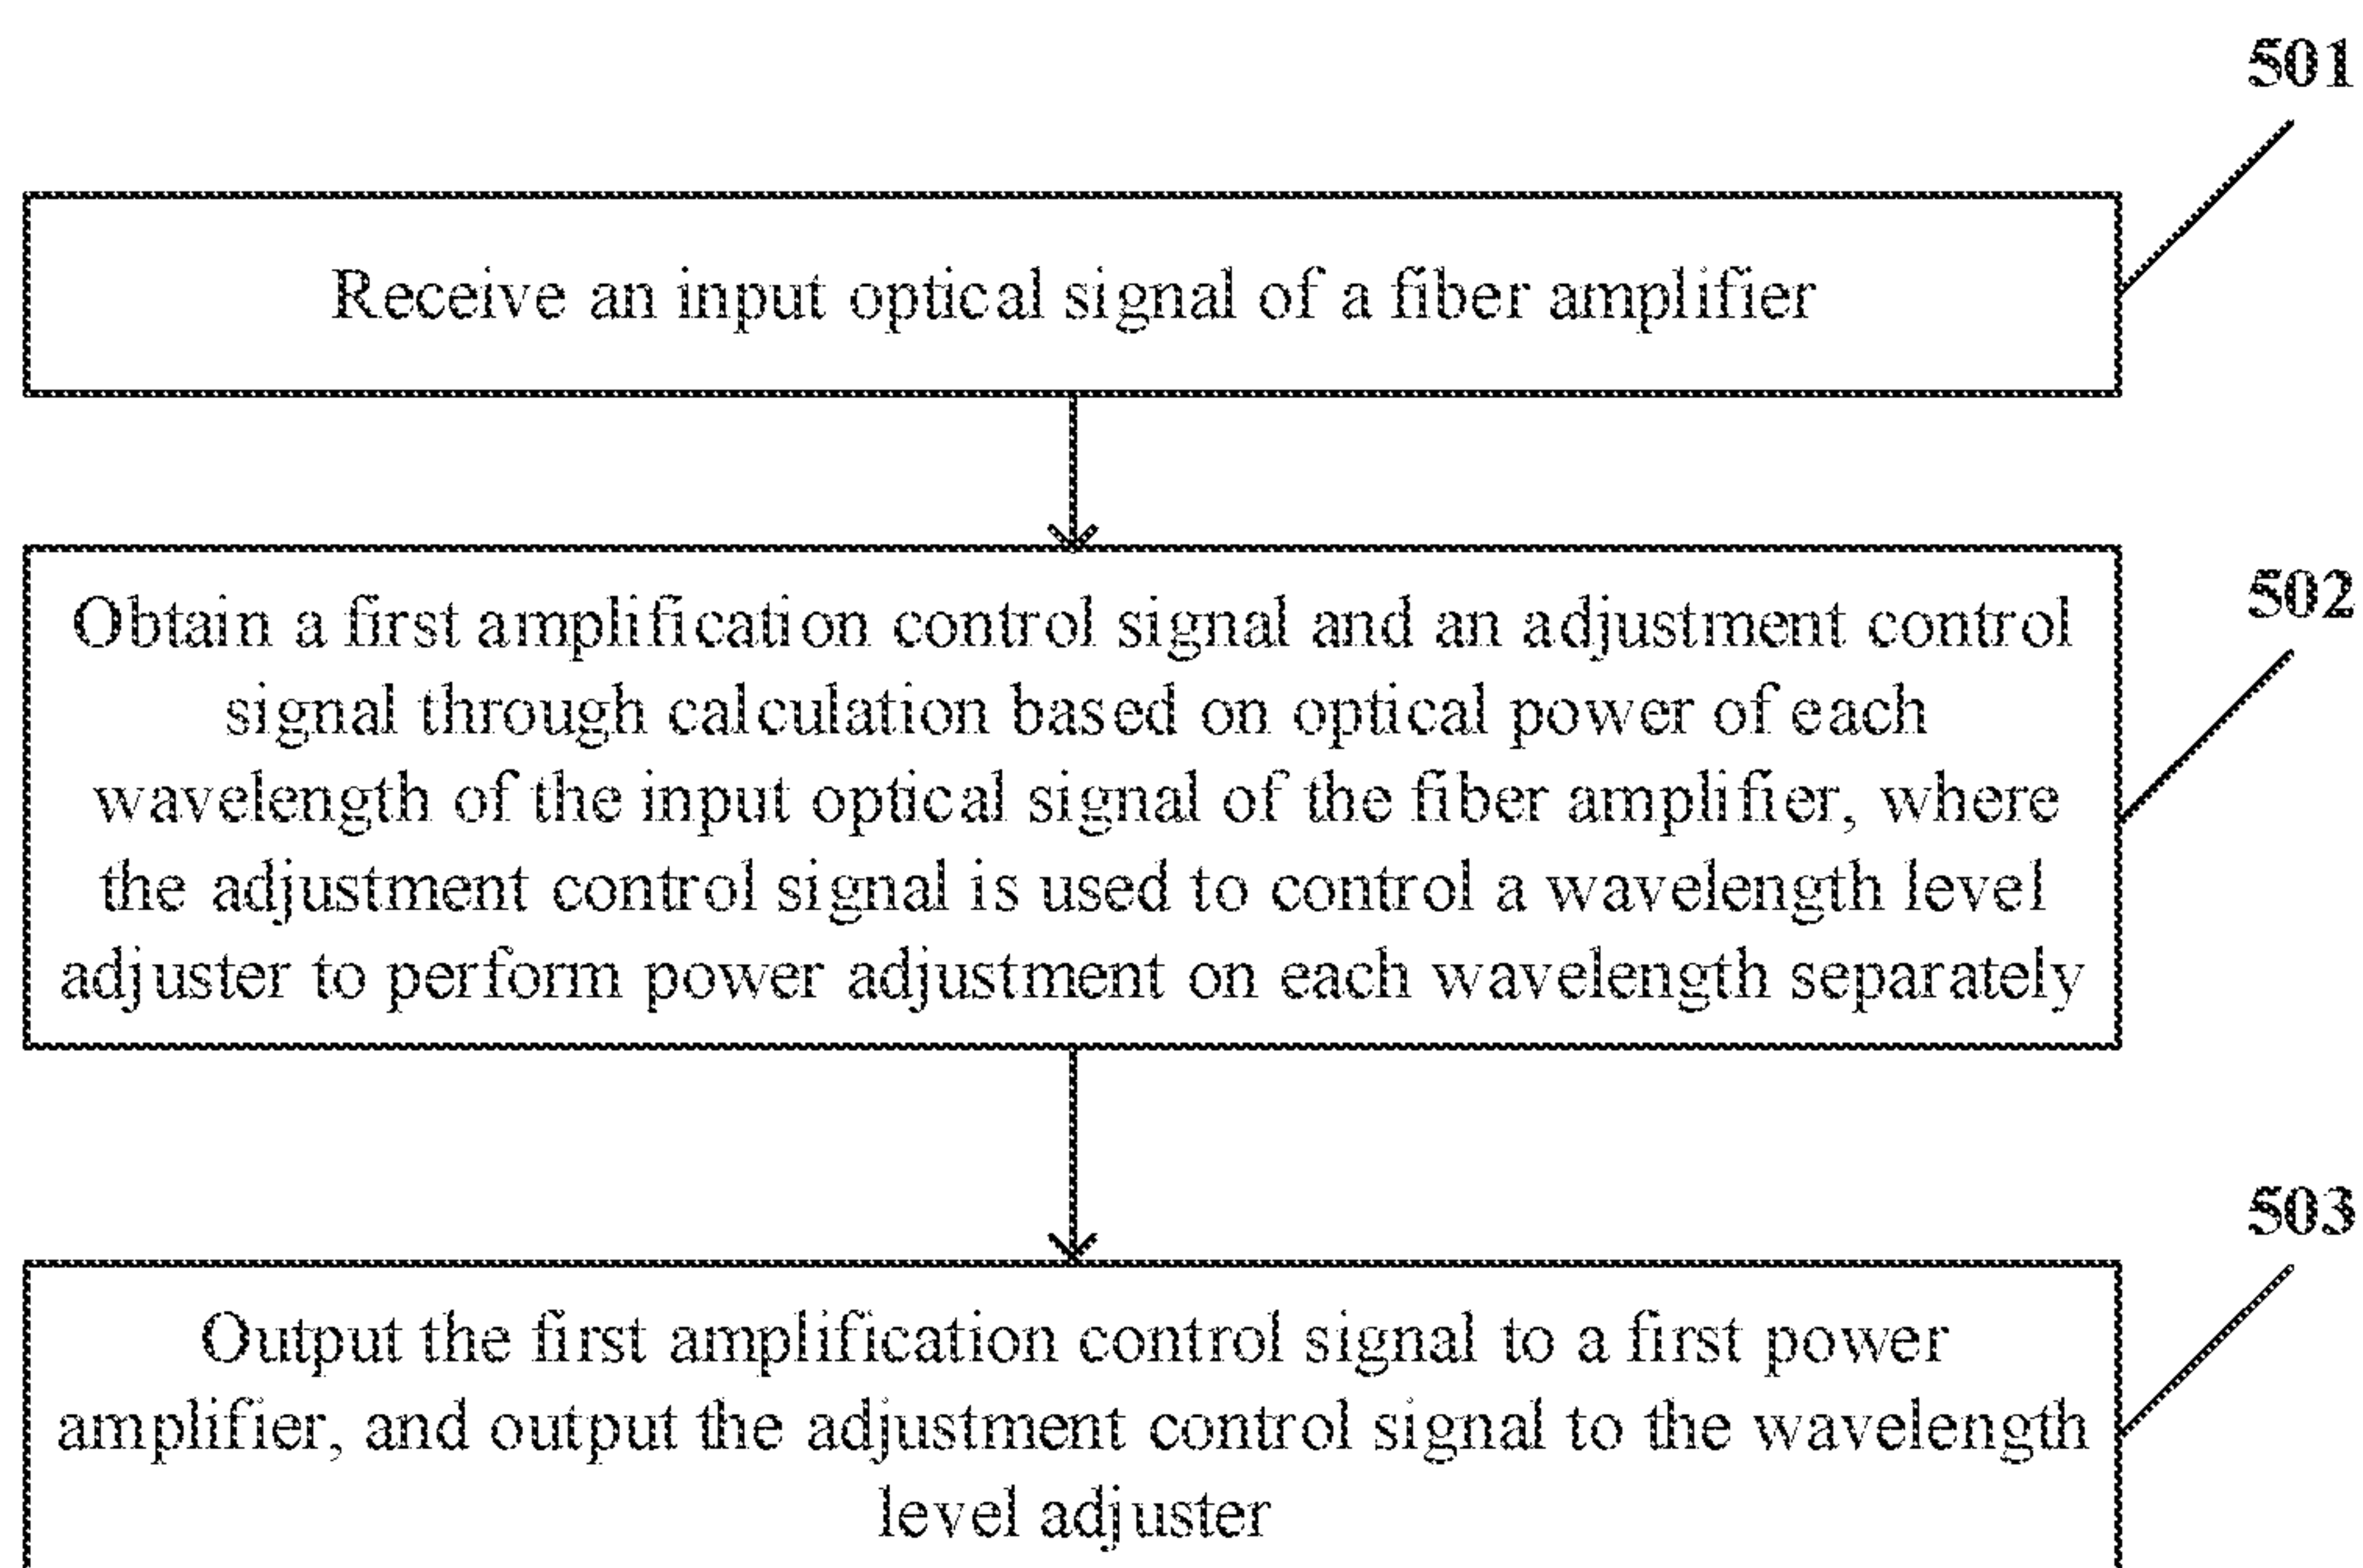 501
Receive an input optical signal of a fiber amplifier
502
Obtain a first amplification control signal and an adjustment control
signal through calculation based on optical power of each
wavelength of the input optical signal of the fiber amplifier, where
the adjustment control signal is used to control a wavelength level
adjuster to perform power adjustment on each wavelength separately
503
Output the first amplification control signal to a first power
amplifier, and output the adjustment control signal to the wavelength
level adjuster